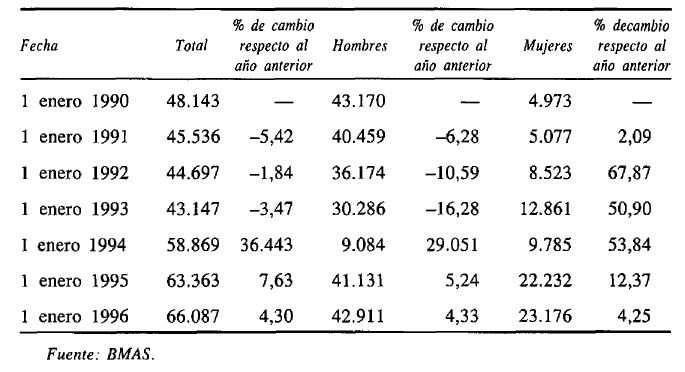 Fecha Total % de cambio respecto al año anterior Hombres % de cambio respecto al año anterior Mujeres % decambio respecto al año anterior
1 enero 1990 48.143 — 43.170 — 4.973 —
1 enero 1991 45.536 –5,42 40.459 –6,28 5.077 2,09
1 enero 1992 44.697 –1,84 36.174 –10,59 8.523 67,87
1 enero 1993 43.147 –3,47 30.286 –16,28 12.861 50,90
1 enero 1994 58.869 36.443 9.084 29.051 9.785 53,84
1 enero 1995 63.363 7,63 41.131 5,24 22.232 12,37
1 enero 1996 66.087 4,30 42.911 4,33 23.176 4,25
Fuente: BMAS.